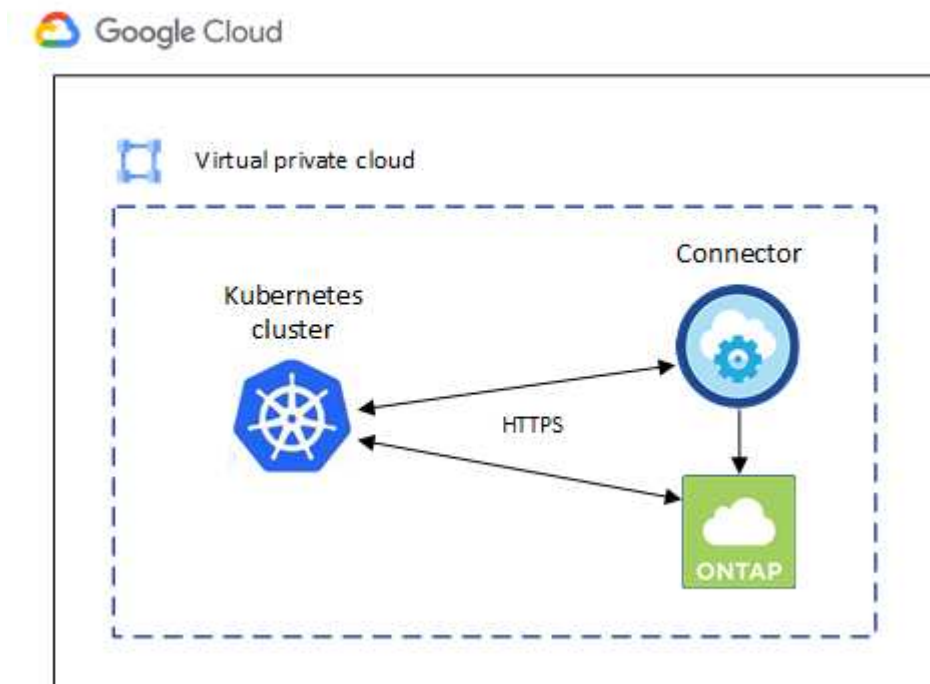 Google Cloud
Virtual private cloud
Connector
Kubernetes
cluster
HTTPS
ONTAP